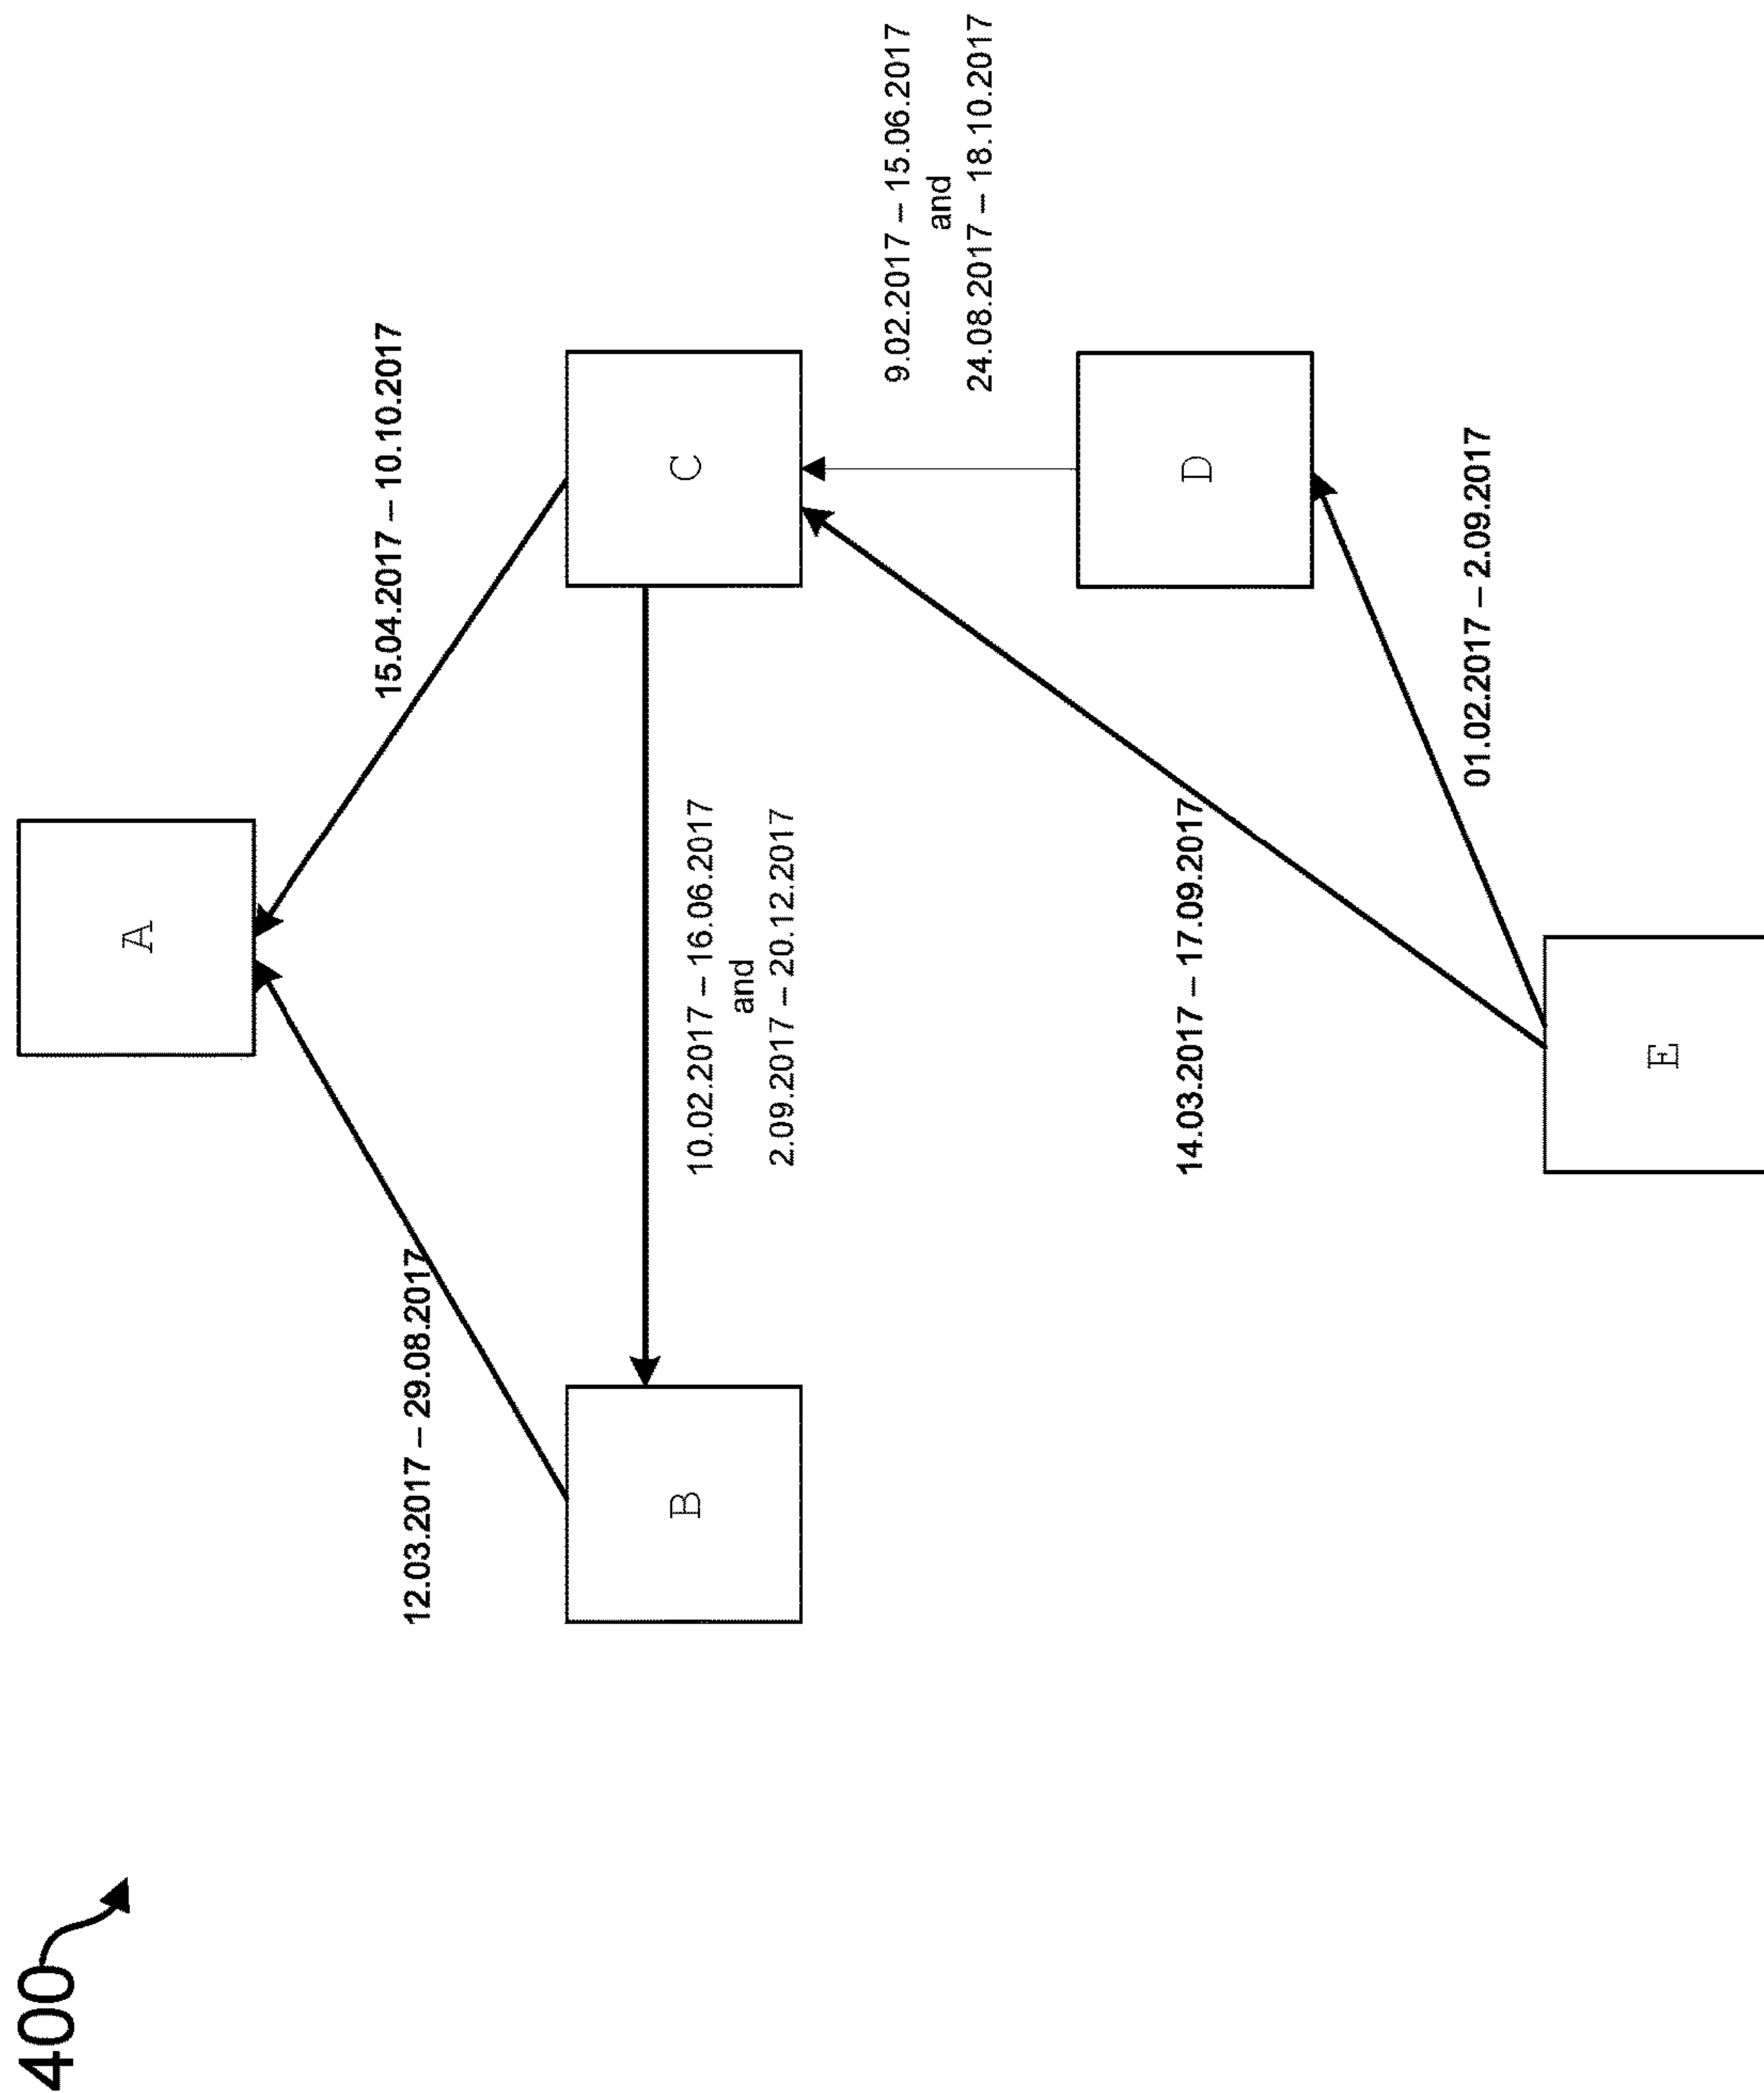 400
A
15.04.2017 – 10.10.2017
12.03.2017 – 29.08.2017
B
C
10.02.2017 – 16.06.2017
and
2.09.2017 – 20.12.2017
9.02.2017 – 15.06.2017
and
24.08.2017 – 18.10.2017
D
14.03.2017 – 17.09.2017
01.02.2017 – 2.09.2017
E